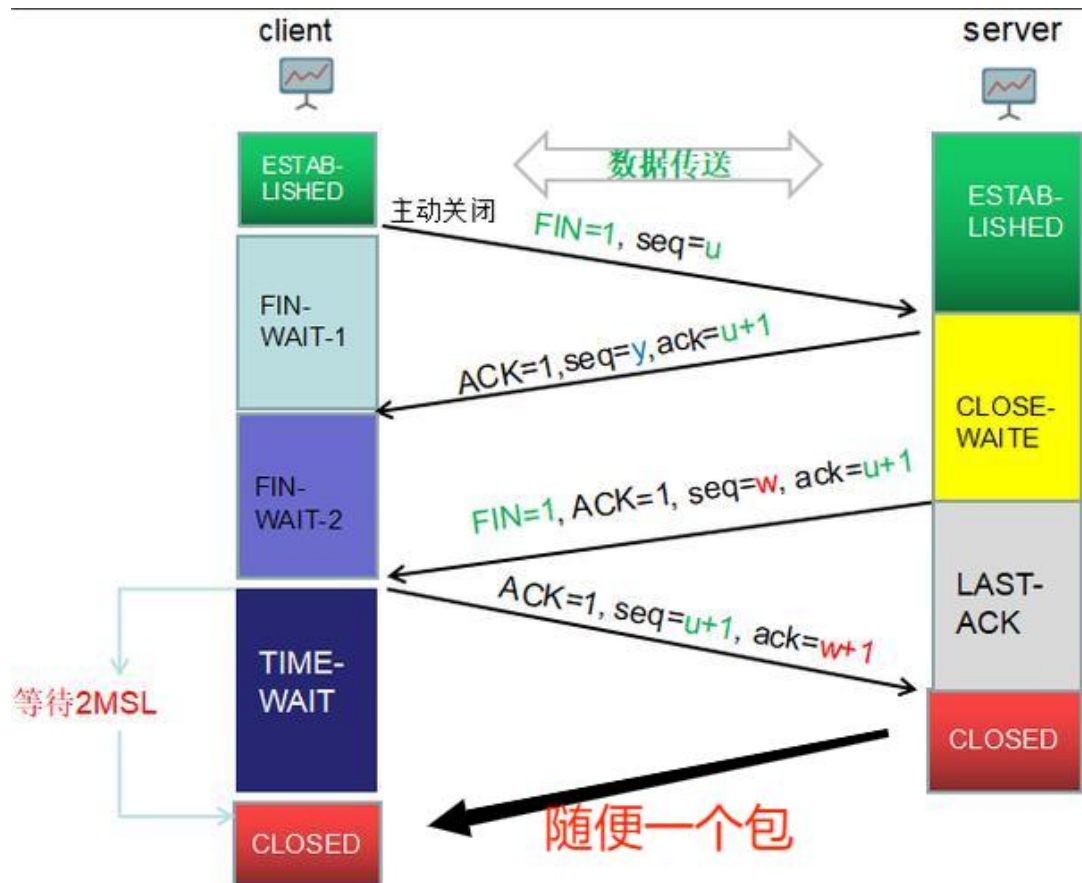 client
server
ESTAB-
LISHED
数据传送
ESTAB-
LISHED
主动关闭
FIN=1, seq=u
FIN-
WAIT-1
ACK=1,seq=y,ack=u+1
CLOSE-
WAITE
FIN-
WAIT-2
FIN=1, ACK=1, seq=w, ack=u+1
LAST-
ACK
ACK=1, seq=u+1, ack=w+1
TIME-
WAIT
等待2MSL
CLOSED
随便一个包
CLOSED